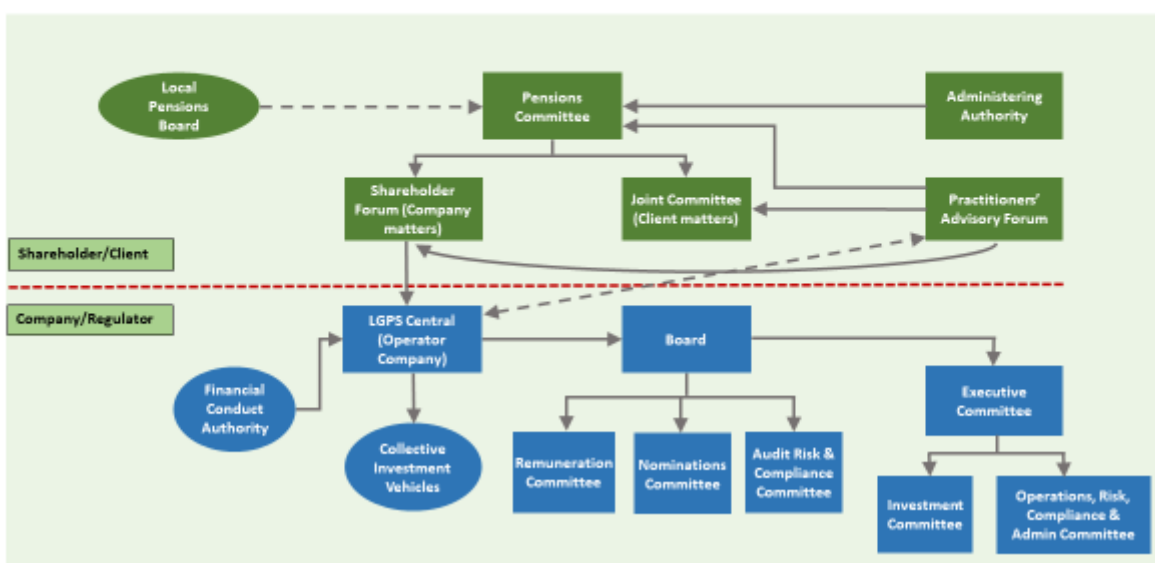 Local
Pensions
Board
Pensions
Committee
Administering
Authority
Shareholder
Forum (Company
matters)
Joint Committee
(Client matters)
Practitioners'
Advisory Forum
Shareholder/Client
Company/Regulator
LGPS Central
(Operator
Company)
Board
Financial
Conduct
Authority
Executive
Committee
Collective
Investment
Vehicles
Remuneration
Committee
Nominations
Committee
Audit Risk &
Compliance
Committee
Investment
Committee
Operations, Risk,
Compliance &
Admin Committee